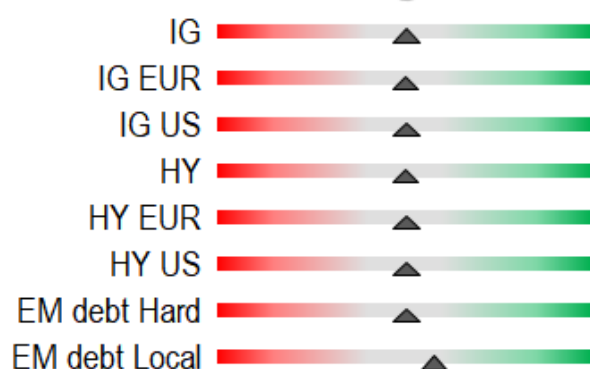 IG
IG EUR
IG US
HY
HY EUR
HY US
EM debt Hard
EM debt Local